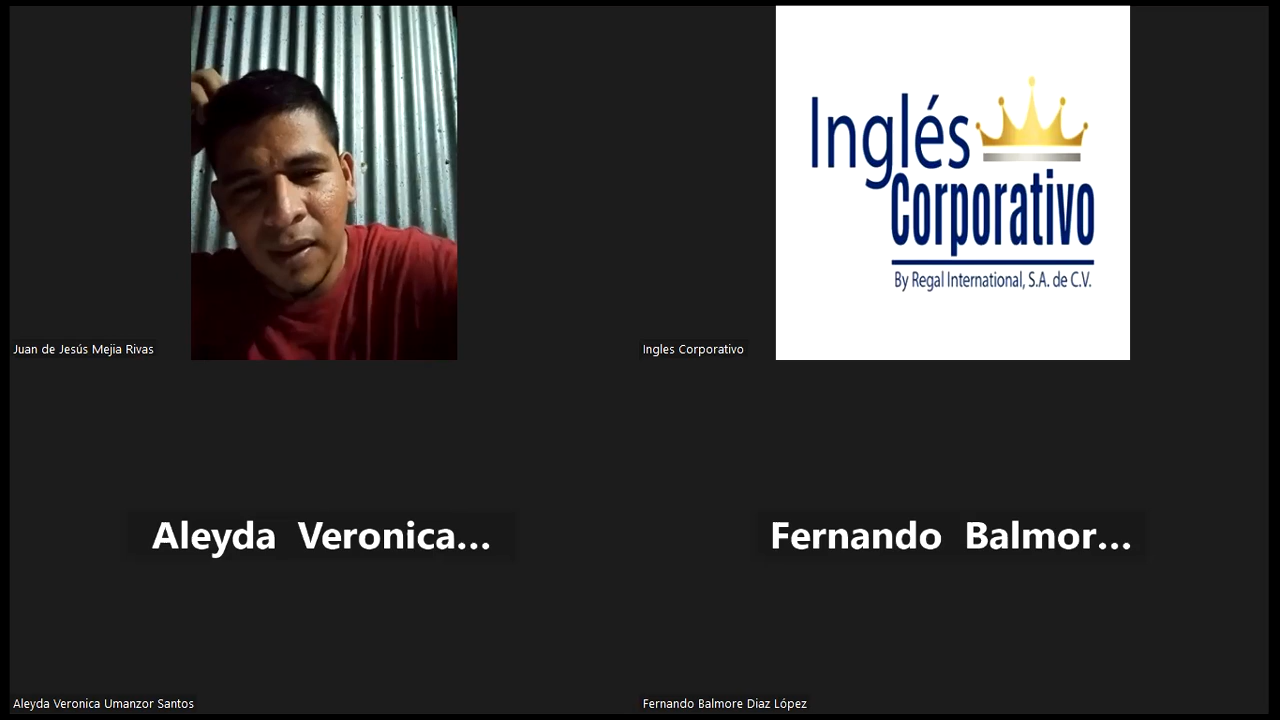 Inglés
Corporativo
By Regal International, S.A. de C.V.
Juan de Jesús Mejia Rivas
Ingles Corporativo
Aleyda Veronica...
Fernando Balmor...
Aleyda Veronica Umanzor Santos
Fernando Balmore Diaz López